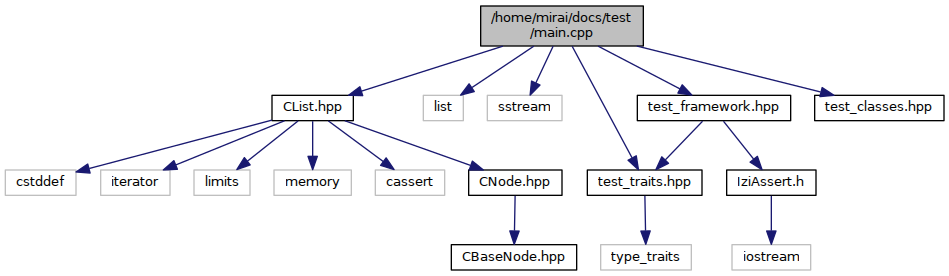 /home/mirai/docs/test
/main.cpp
CList.hpp
list
sstream
test_framework.hpp
test_classes.hpp
cstddef
iterator
limits
memory
cassert
CNode.hpp
test_traits.hpp
IziAssert.h
CBaseNode.hpp
type_traits
iostream